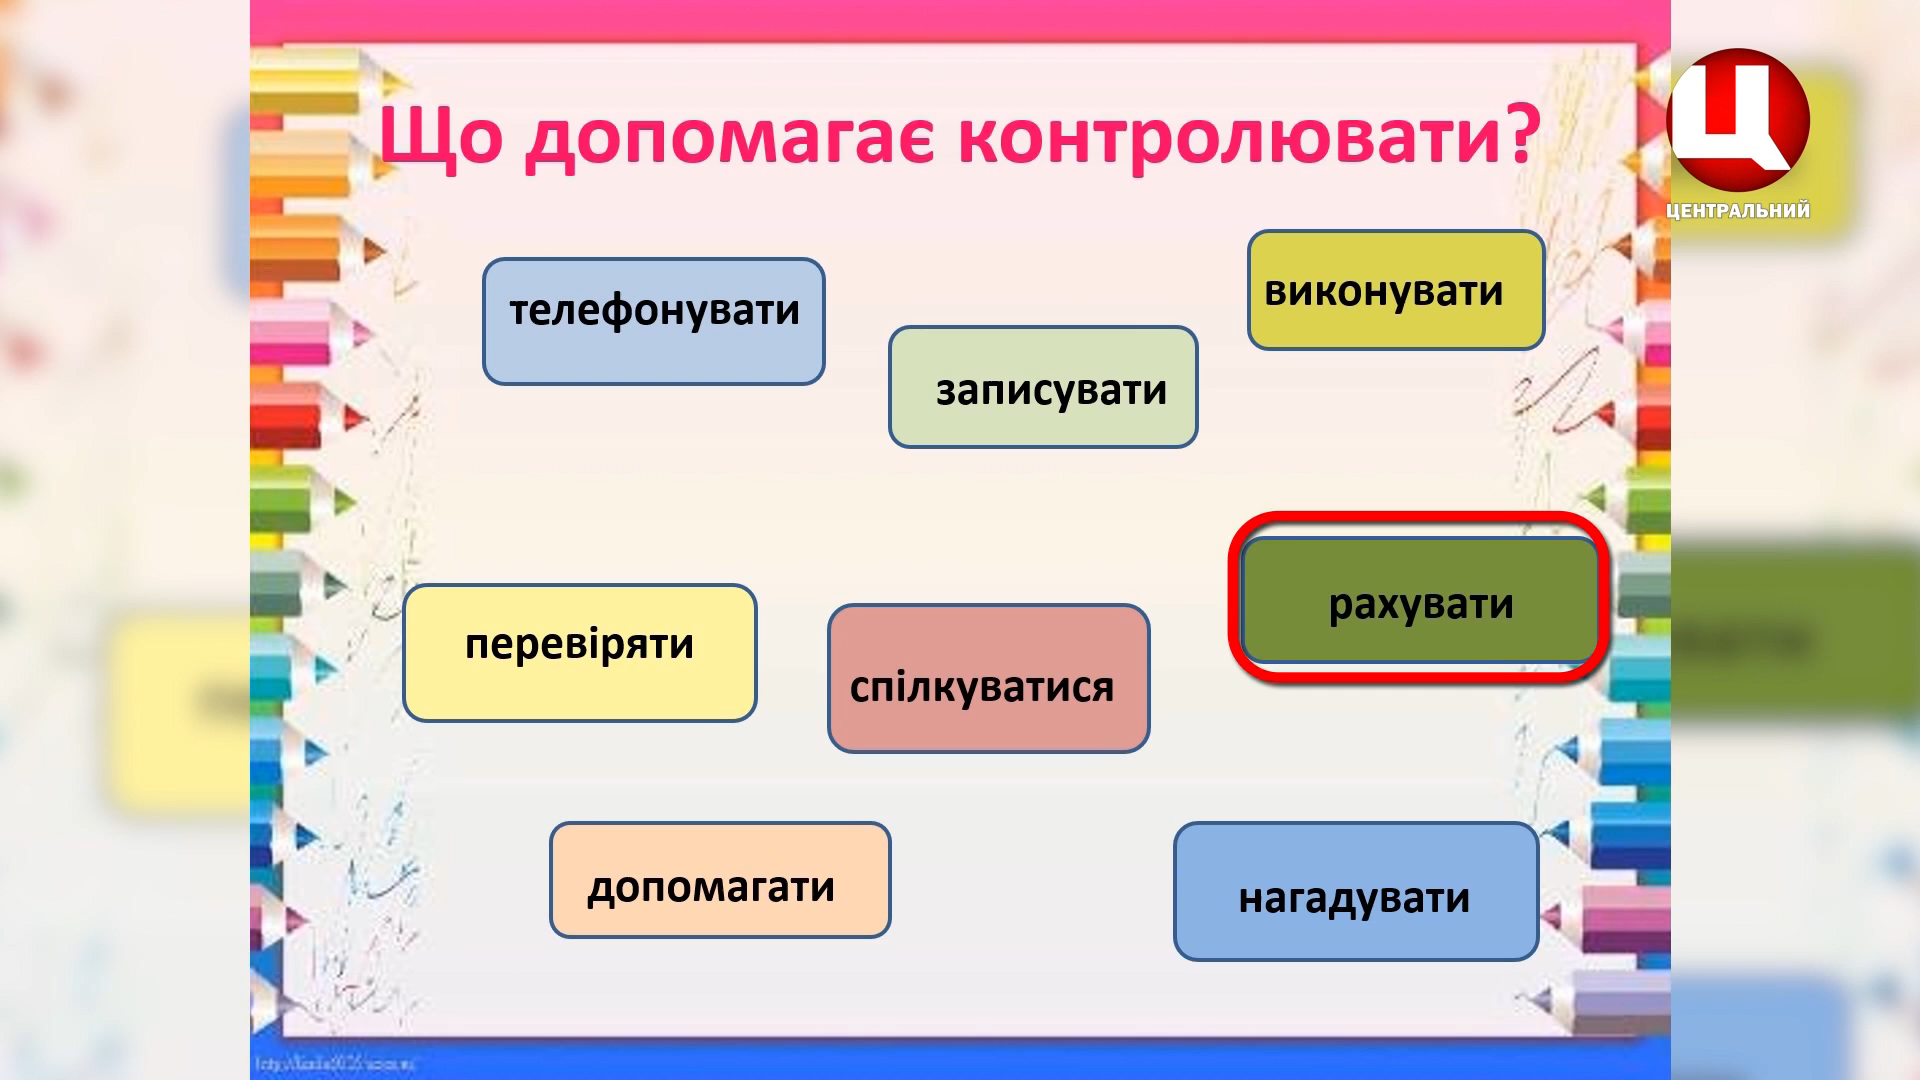 Що допомагає контролювати?
ЦЕНТРАЛЬНИЙ
телефонувати
виконувати
записувати
рахувати
перевіряти
спілкуватися
допомагати
нагадувати